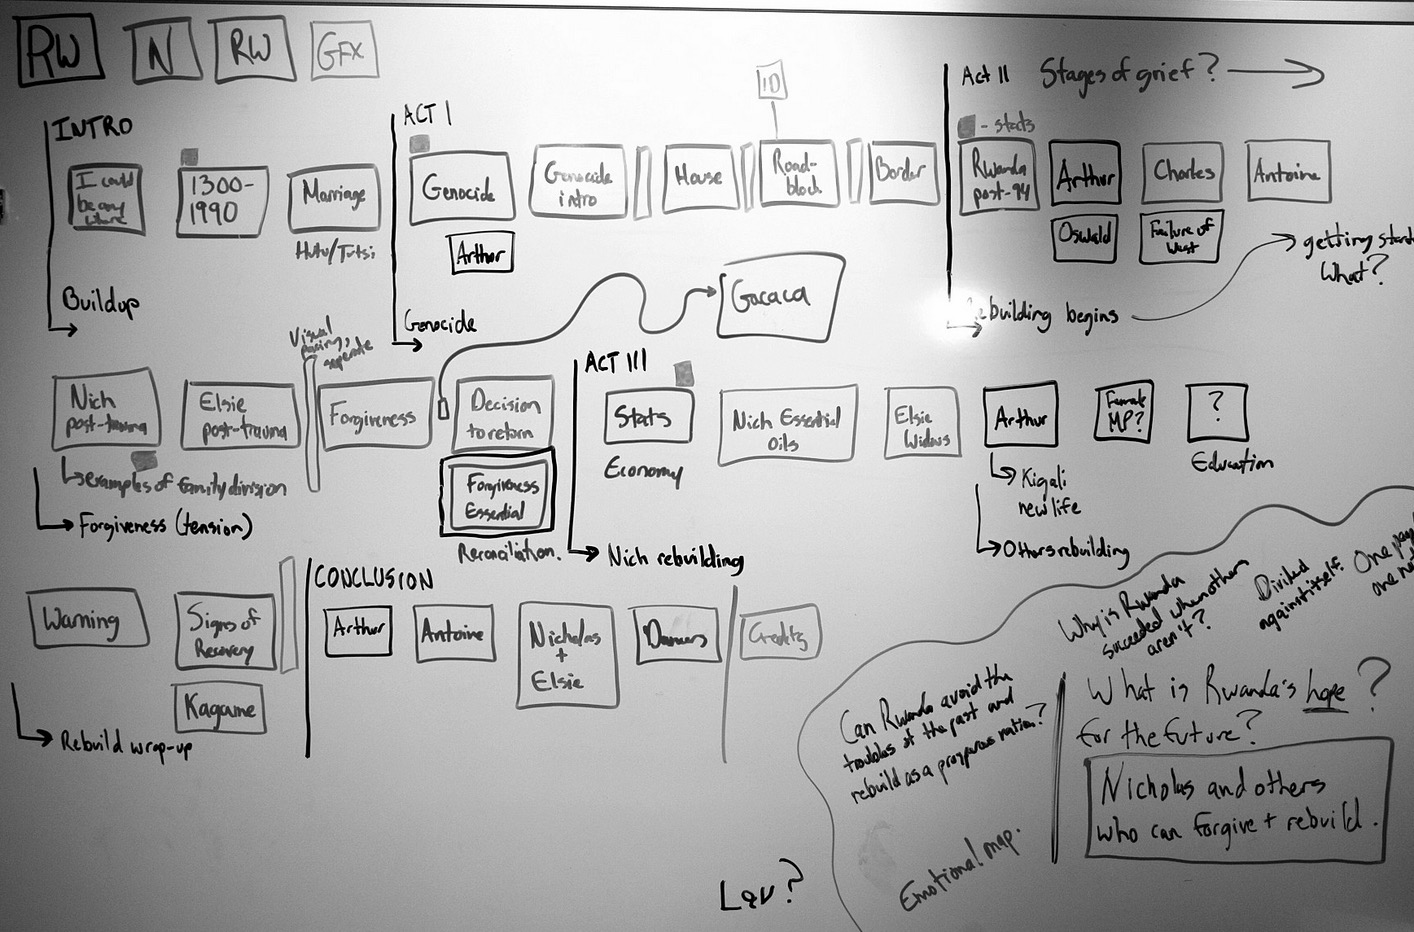 RW
N
RW
GFX
INTRO
I could
be any
where
1300-
1990
Marriage
Hutu/Tutsi
Buildup
ACT I
Genocide
Arthur
Genocide
intro
House
ID
Road-
block
Border
Genocide
Gacaca
Act II Stages of grief?
- stats
Rwanda
post-94
Arthur
Oswald
Charles
Failure of
West
Antoine
Rebuilding begins
getting start
What?
Nich
post-trauma
Elsie
post-trauma
examples of family division
Forgiveness (tension)
Visual
pacing,
separate
Forgiveness
Decision
to return
Forgiveness
Essential
Reconciliation.
ACT III
Stats
Economy
Nich Essential
Oils
Elsie
Widows
Arthur
Kigali
new life
Female
MP?
?
Education
Nich rebuilding
Others rebuilding
Warning
Signs of
Recovery
Kagame
Rebuild wrap-up
CONCLUSION
Arthur
Antoine
Nicholas
+
Elsie
Dancers
Credits
Can Rwanda avoid the
troubles of the past and
rebuild as a prosperous nation?
Why is Rwanda
succeeded when others
aren't?
Divided
against itself.
One
one
What is Rwanda's hope?
for the future?
Nicholas and others
who can forgive + rebuild.
Emotional map.